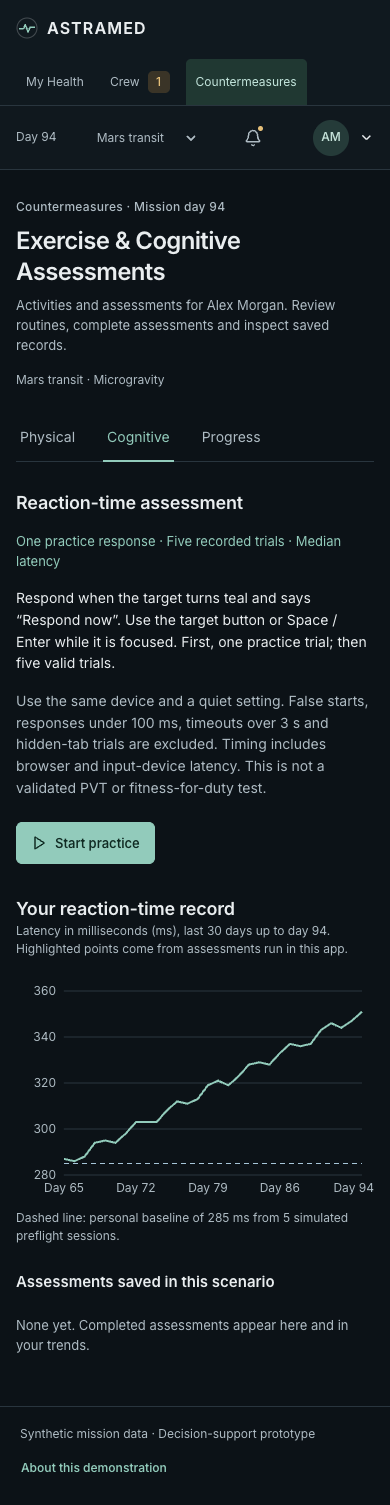 ASTRAMED
My Health
Crew
1
Countermeasures
Day 94
Mars transit
AM
Countermeasures · Mission day 94
Exercise & Cognitive
Assessments
Activities and assessments for Alex Morgan. Review
routines, complete assessments and inspect saved
records.
Mars transit · Microgravity
Physical
Cognitive
Progress
Reaction-time assessment
One practice response · Five recorded trials · Median
latency
Respond when the target turns teal and says
“Respond now”. Use the target button or Space /
Enter while it is focused. First, one practice trial; then
five valid trials.
Use the same device and a quiet setting. False starts,
responses under 100 ms, timeouts over 3 s and
hidden-tab trials are excluded. Timing includes
browser and input-device latency. This is not a
validated PVT or fitness-for-duty test.
Start practice
Your reaction-time record
Latency in milliseconds (ms), last 30 days up to day 94.
Highlighted points come from assessments run in this app.
360
340
320
300
280
Day 65
Day 72
Day 79
Day 86
Day 94
Dashed line: personal baseline of 285 ms from 5 simulated
preflight sessions.
Assessments saved in this scenario
None yet. Completed assessments appear here and in
your trends.
Synthetic mission data · Decision-support prototype
About this demonstration